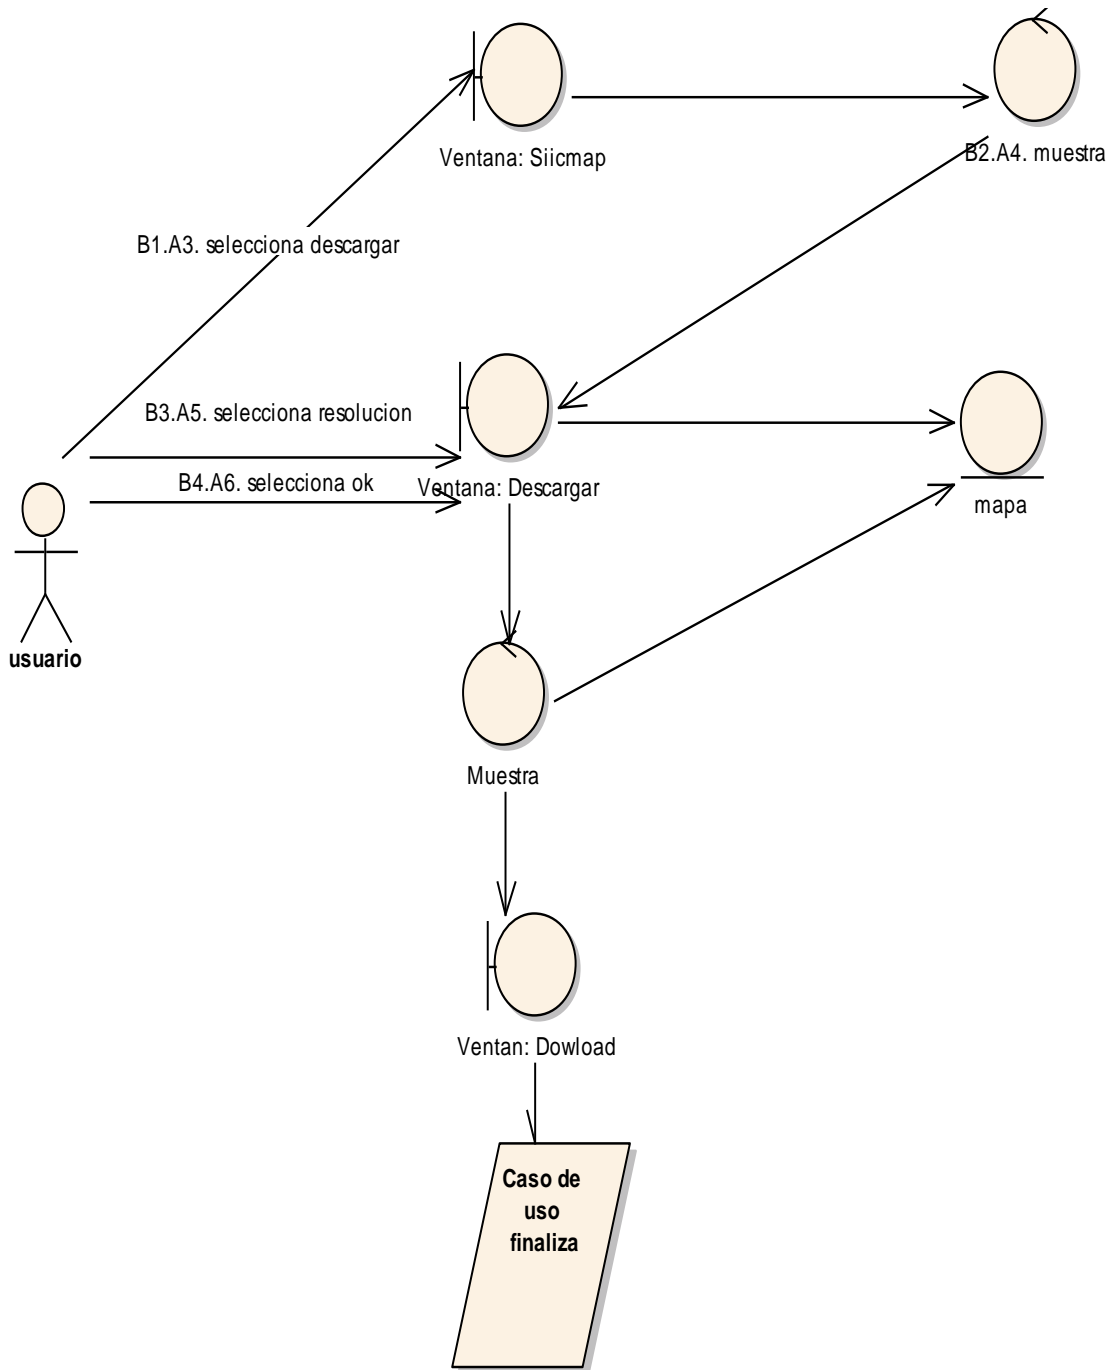 Ventana: Siicmap
B2.A4. muestra
B1.A3. selecciona descargar
B3.A5. selecciona resolucion
B4.A6. selecciona ok
Ventana: Descargar
mapa
usuario
Muestra
Ventan: Dowload
Caso de
uso
finaliza